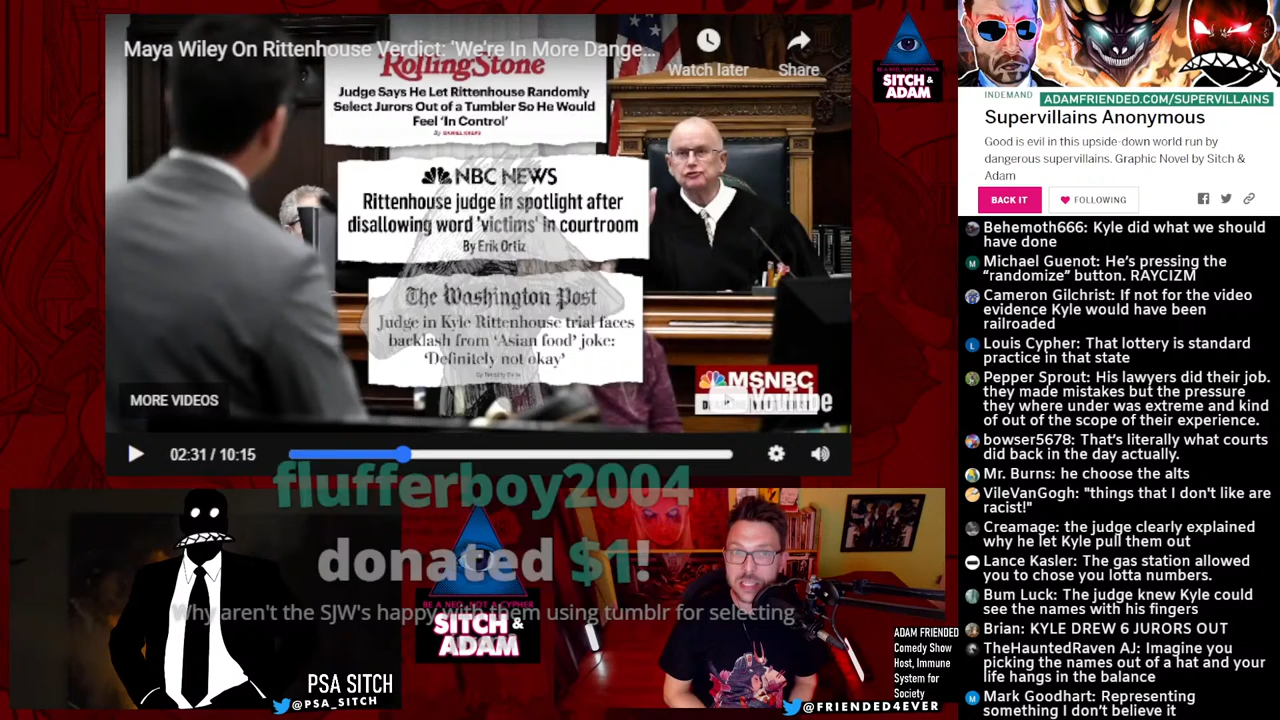 Maya Wiley On Rittenhouse Verdict: 'We're In More Dange...
Watch later
Share
RollingStone
Judge Says He Let Rittenhouse Randomly
Select Jurors Out of a Tumbler So He Would
Feel 'In Control'
NBC NEWS
Rittenhouse judge in spotlight after
disallowing word 'victims' in courtroom
By Erik Ortiz
The Washington Post
Judge in Kyle Rittenhouse trial faces
backlash from 'Asian food' joke:
'Definitely not okay'
MSNBC
YouTube
MORE VIDEOS
02:31 / 10:15
SITCH &
ADAM
flufferboy2004
donated $1!
Why aren't the SJW's happy with them using tumblr for selecting
BE A NEO, NOT A CYPHER
SITCH &
ADAM
PSA SITCH
@PSA_SITCH
ADAM FRIENDED
Comedy Show
Host, Immune
System for
Society
@FRIENDED4EVER
INDEMAND
ADAMFRIENDED.COM/SUPERVILLAINS
Supervillains Anonymous
Good is evil in this upside-down world run by
dangerous supervillains. Graphic Novel by Sitch &
Adam
BACK IT
FOLLOWING
Behemoth666: Kyle did what we should
have done
Michael Guenot: He's pressing the
“randomize” button. RAYCIZM
Cameron Gilchrist: If not for the video
evidence Kyle would have been
railroaded
Louis Cypher: That lottery is standard
practice in that state
Pepper Sprout: His lawyers did their job.
they made mistakes but the pressure
they where under was extreme and kind
of out of the scope of their experience.
bowser5678: That's literally what courts
did back in the day actually.
Mr. Burns: he choose the alts
VileVanGogh: "things that I don't like are
racist!"
Creamage: the judge clearly explained
why he let Kyle pull them out
Lance Kasler: The gas station allowed
you to chose you lotta numbers.
Bum Luck: The judge knew Kyle could
see the names with his fingers
Brian: KYLE DREW 6 JURORS OUT
TheHauntedRaven AJ: Imagine you
picking the names out of a hat and your
life hangs in the balance
Mark Goodhart: Representing
something I don't believe it